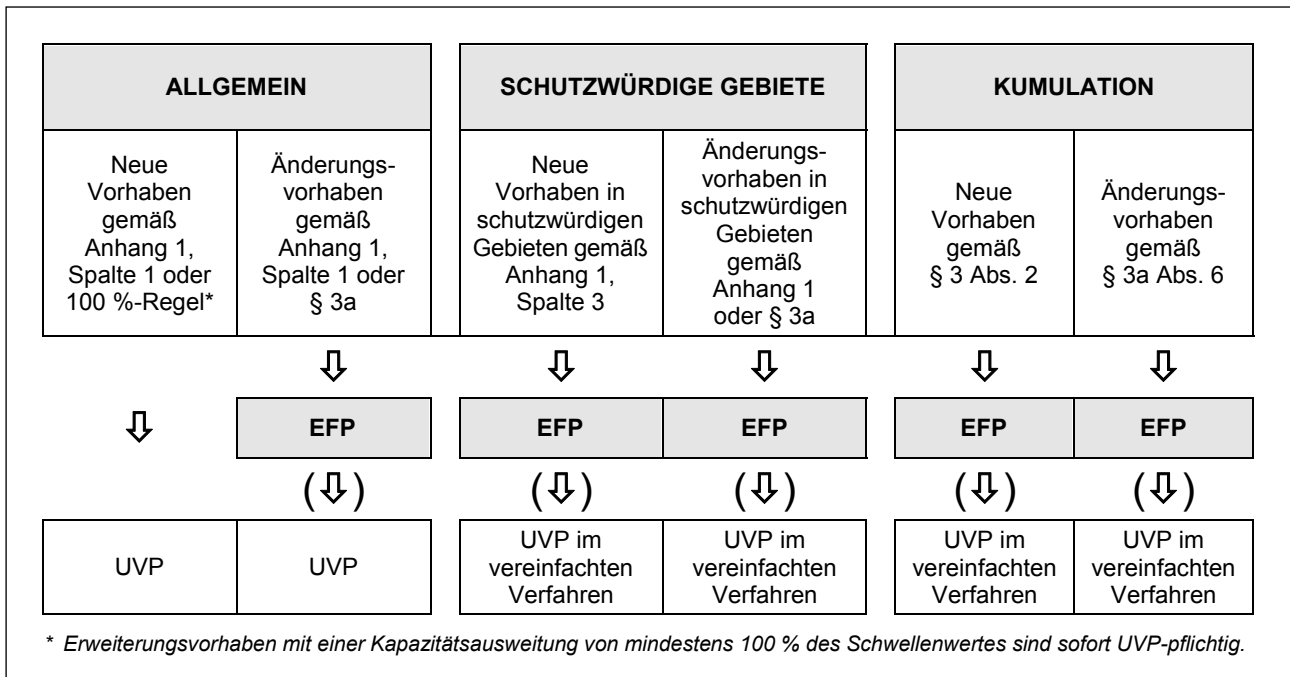 ALLGEMEIN
SCHUTZWÜRDIGE GEBIETE
KUMULATION
Neue
Vorhaben
gemäß
Anhang 1,
Spalte 1 oder
100 %-Regel*
Änderungs-
vorhaben
gemäß
Anhang 1,
Spalte 1 oder
§ 3a
Neue
Vorhaben in
schutzwürdigen
Gebieten gemäß
Anhang 1,
Spalte 3
Änderungs-
vorhaben in
schutzwürdigen
Gebieten
gemäß
Anhang 1
oder § 3a
Neue
Vorhaben
gemäß
§ 3 Abs. 2
Änderungs-
vorhaben
gemäß
§ 3a Abs. 6
EFP
EFP
EFP
EFP
EFP
UVP
UVP
UVP im
vereinfachten
Verfahren
UVP im
vereinfachten
Verfahren
UVP im
vereinfachten
Verfahren
UVP im
vereinfachten
Verfahren
* Erweiterungsvorhaben mit einer Kapazitätsausweitung von mindestens 100 % des Schwellenwertes sind sofort UVP-pflichtig.